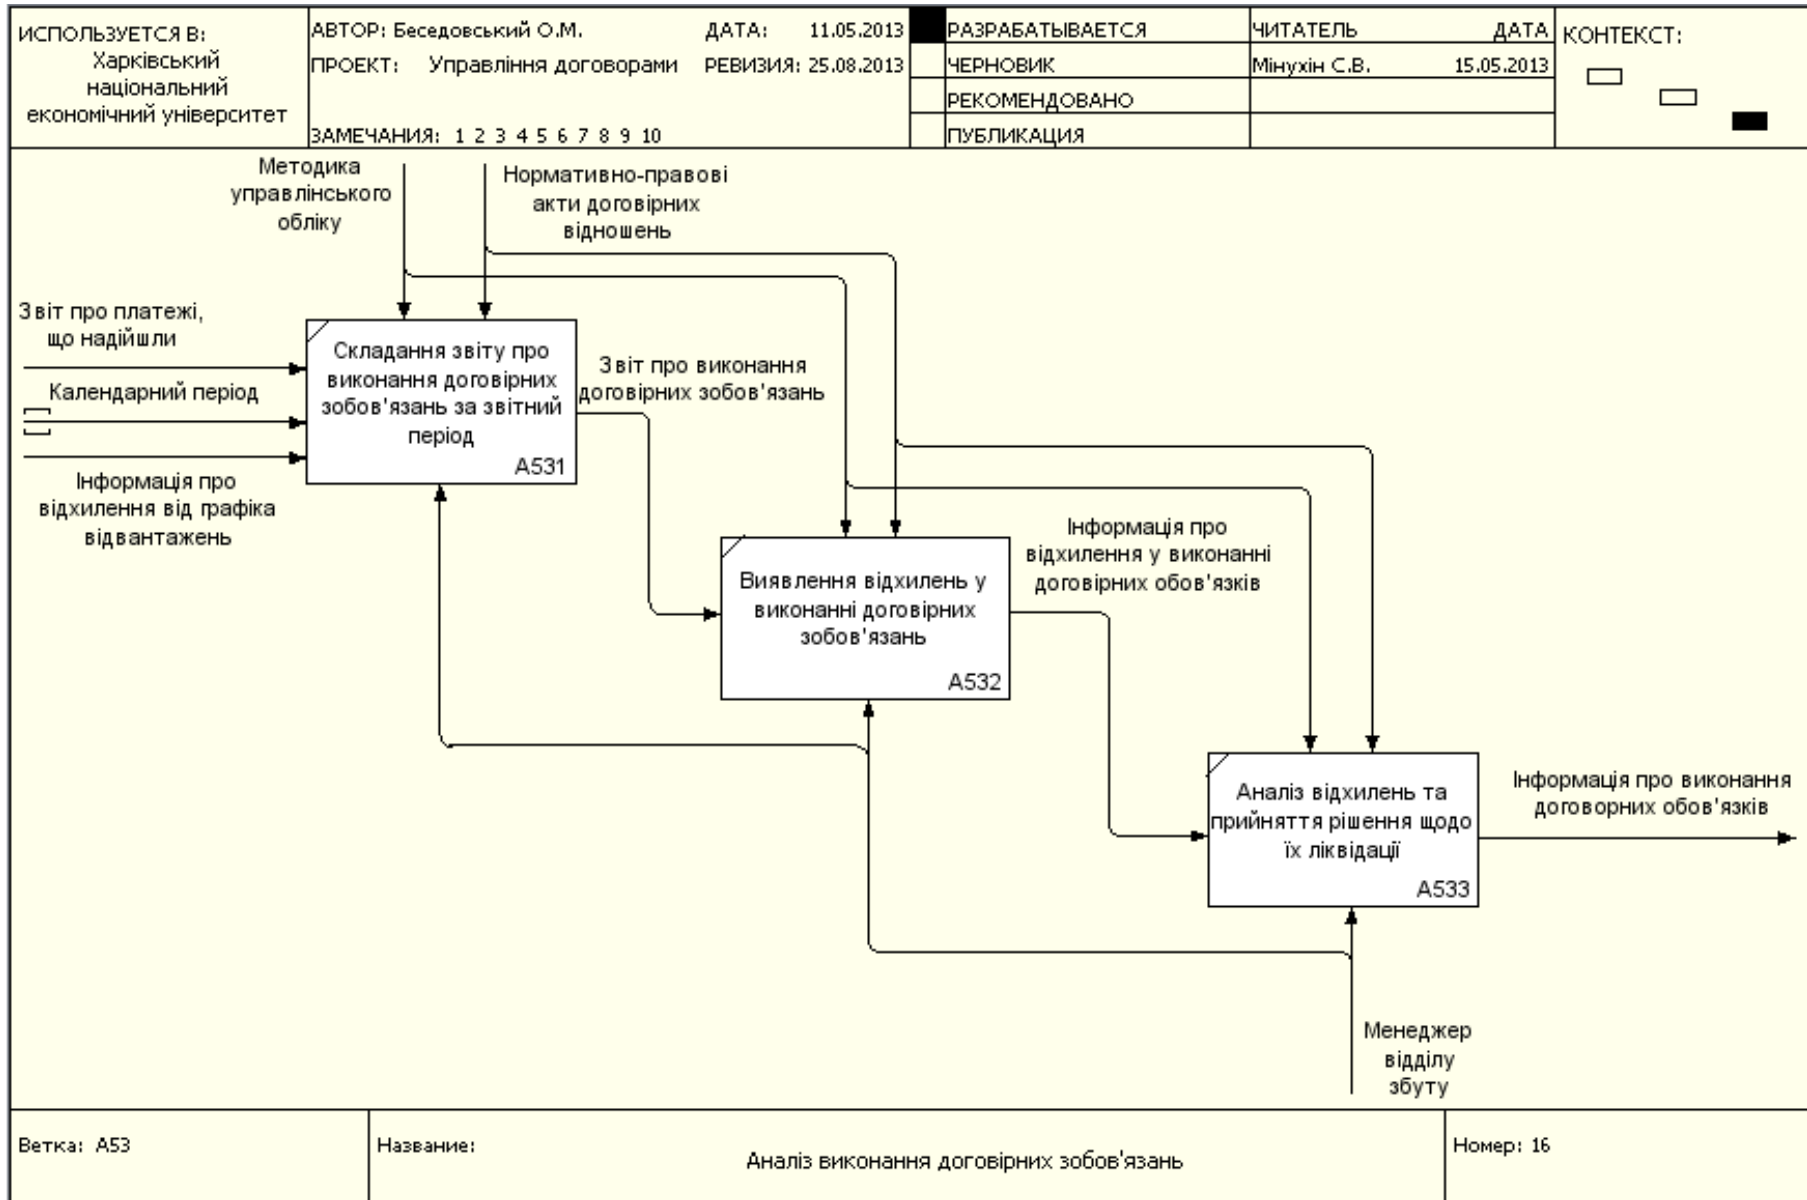 ИСПОЛЬЗУЕТСЯ В:
Харківський
національний
економічний університет
АВТОР: Беседовський О.М.
ДАТА: 11.05.2013
ПРОЕКТ: Управління договорами
РЕВИЗИЯ: 25.08.2013
ЗАМЕЧАНИЯ: 1 2 3 4 5 6 7 8 9 10
РАЗРАБАТЫВАЕТСЯ
ЧЕРНОВИК
РЕКОМЕНДОВАНО
ПУБЛИКАЦИЯ
ЧИТАТЕЛЬ ДАТА
Мінухін С.В. 15.05.2013
КОНТЕКСТ:
Методика
управлінського
обліку
Нормативно-правові
акти договірних
відношень
Звіт про платежі,
що надійшли
Календарний період
Інформація про
відхилення від графіка
відвантажень
Складання звіту про
виконання договірних
зобов'язань за звітний
період
A531
Звіт про виконання
договірних зобов'язань
Виявлення відхилень у
виконанні договірних
зобов'язань
A532
Інформація про
відхилення у виконанні
договірних обов'язків
Аналіз відхилень та
прийняття рішення щодо
їх ліквідації
A533
Інформація про виконання
договорних обов'язків
Менеджер
відділу
збуту
Ветка: A53
Название:
Аналіз виконання договірних зобов'язань
Номер: 16